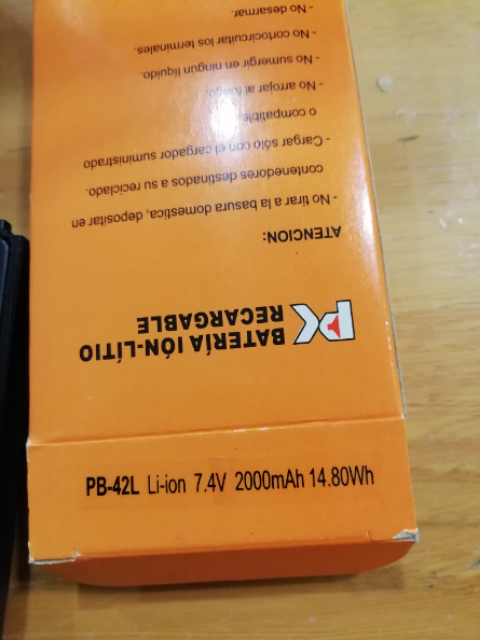 BATERÍA IÓN-LÍTIO
RECARGABLE
ATENCION:
- No tirar a la basura domestica, depositar en
contenedores destinados a su reciclado.
- Cargar sólo con el cargador suministrado
o compatible.
- No arrojar al fuego.
- No sumergir en ningun líquido.
- No cortocircuitar los terminales.
- No desarmar.
PB-42L Li-ion 7.4V 2000mAh 14.80Wh